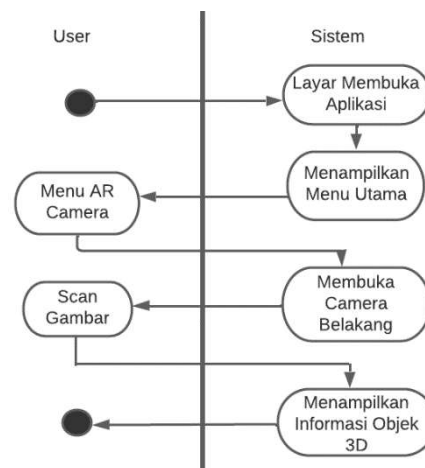 User
Sistem
Layar Membuka
Aplikasi
Menampilkan
Menu Utama
Menu AR
Camera
Membuka
Camera
Belakang
Scan
Gambar
Menampilkan
Informasi Objek
3D